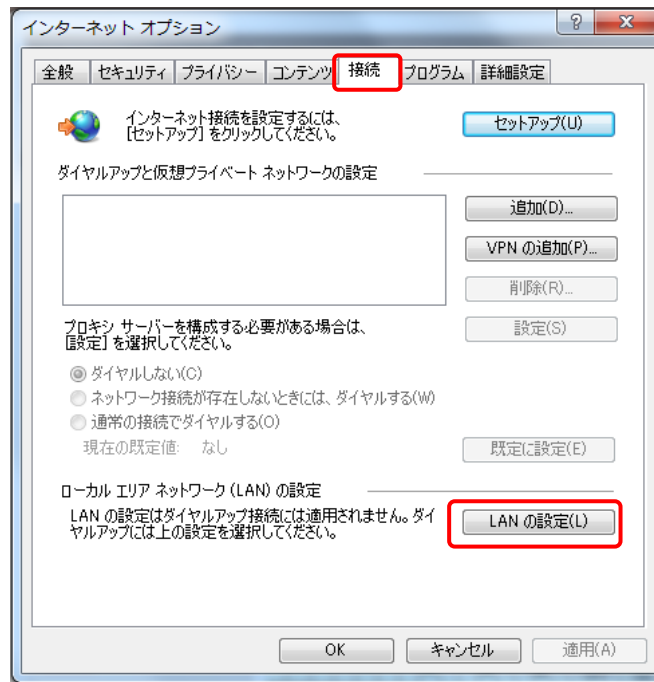 インターネット オプション
全般 セキュリティ プライバシー コンテンツ 接続 プログラム 詳細設定
インターネット接続を設定するには、
[セットアップ] をクリックしてください。
セットアップ(U)
ダイヤルアップと仮想プライベート ネットワークの設定
追加(D)...
VPN の追加(P)...
削除(R)...
プロキシ サーバーを構成する必要がある場合は、
[設定] を選択してください。
設定(S)
ダイヤルしない(C)
ネットワーク接続が存在しないときには、ダイヤルする(W)
通常の接続でダイヤルする(O)
現在の既定値: なし
既定に設定(E)
ローカル エリア ネットワーク (LAN) の設定
LAN の設定はダイヤルアップ接続には適用されません。ダイ
ヤルアップには上の設定を選択してください。
LAN の設定(L)
OK キャンセル 適用(A)